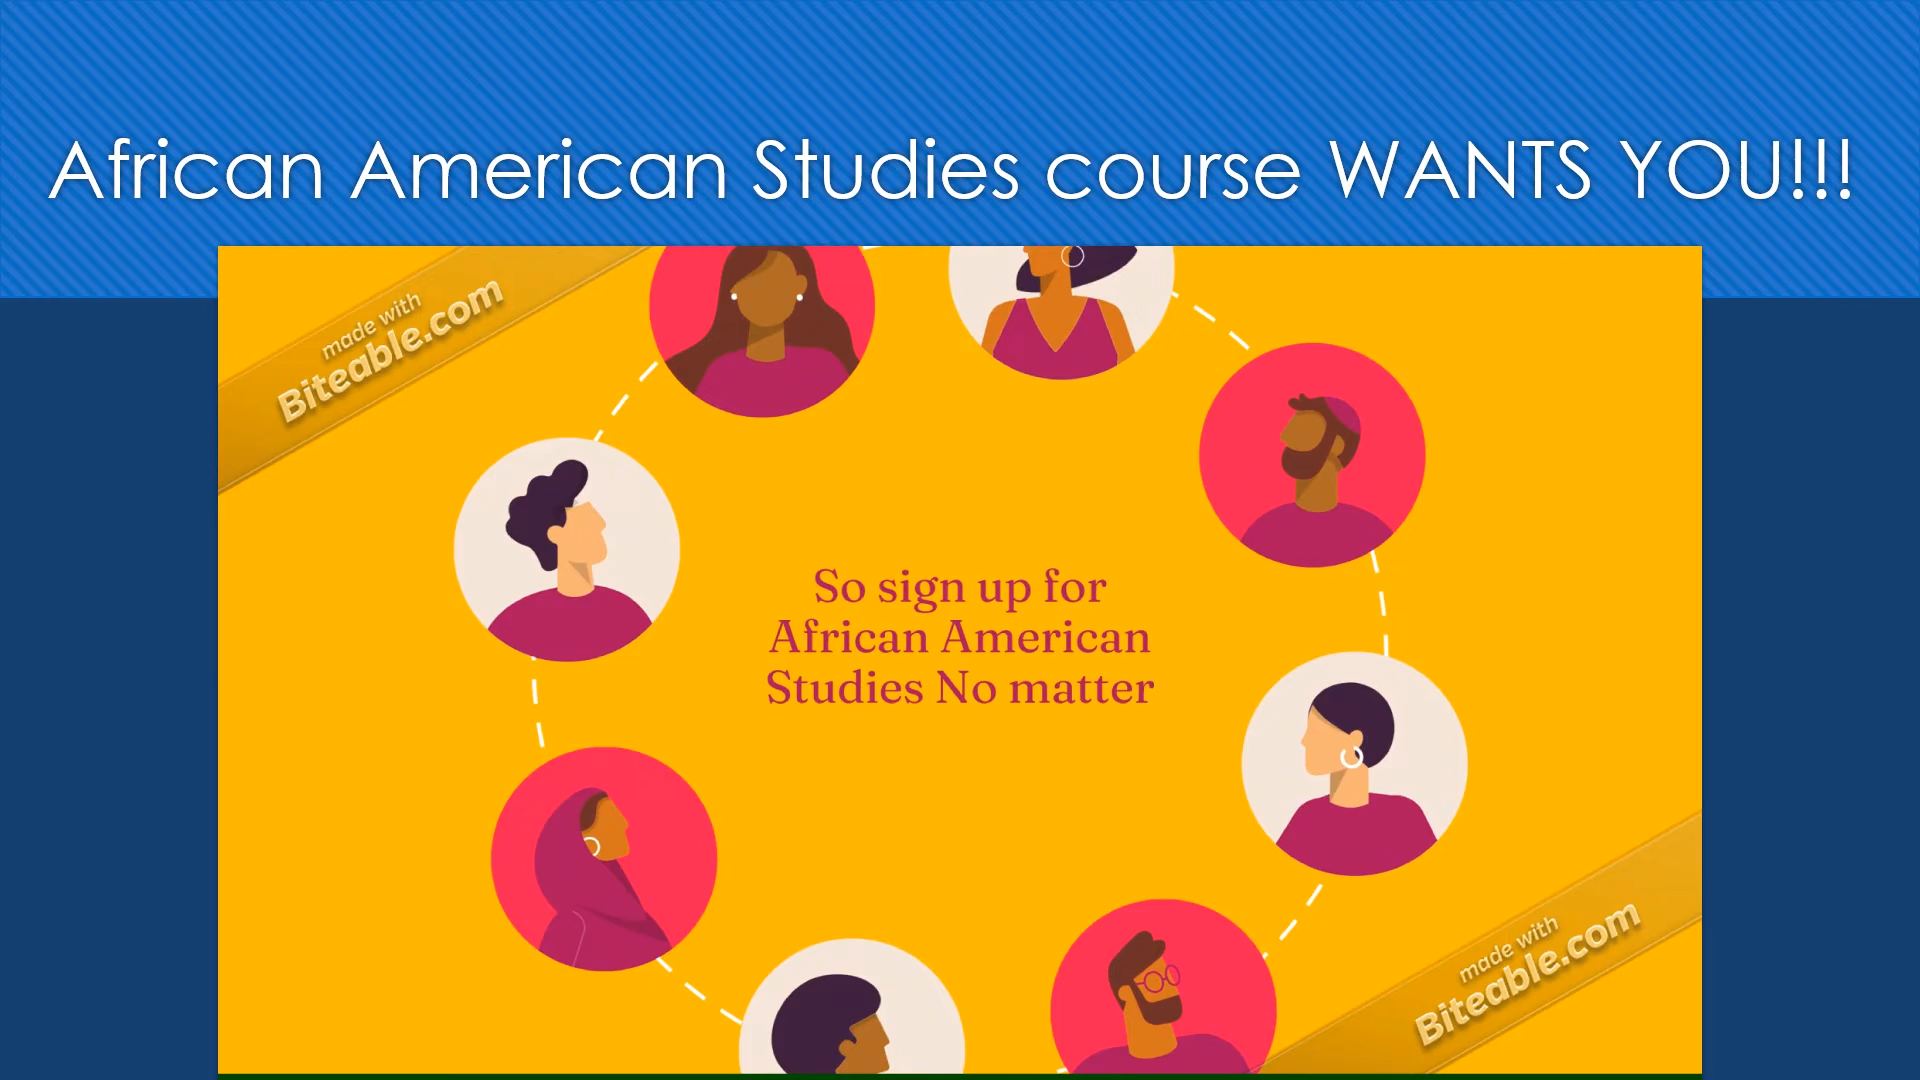 African American Studies course WANTS YOU!!!
made with
Biteable.com
So sign up for
African American
Studies No matter
made with
Biteable.com